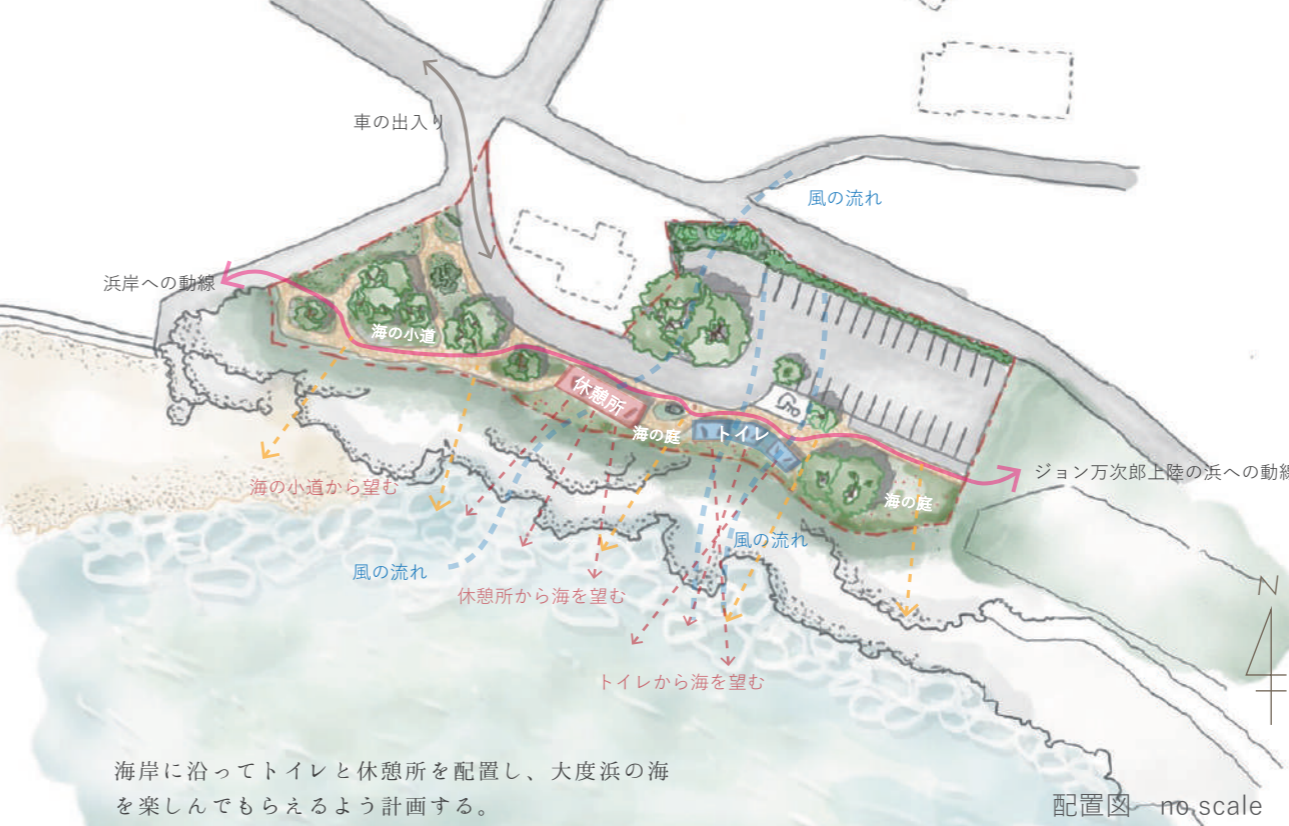 車の出入り
風の流れ
浜岸への動線
海の小道
休憩所
海の庭
トイレ
ジョン万次郎上陸の浜への動線
海の庭
海の小道から望む
風の流れ
風の流れ
休憩所から海を望む
N
トイレから海を望む
海岸に沿ってトイレと休憩所を配置し、大度浜の海
を楽しんでもらえるよう計画する。
配置図 no,scale